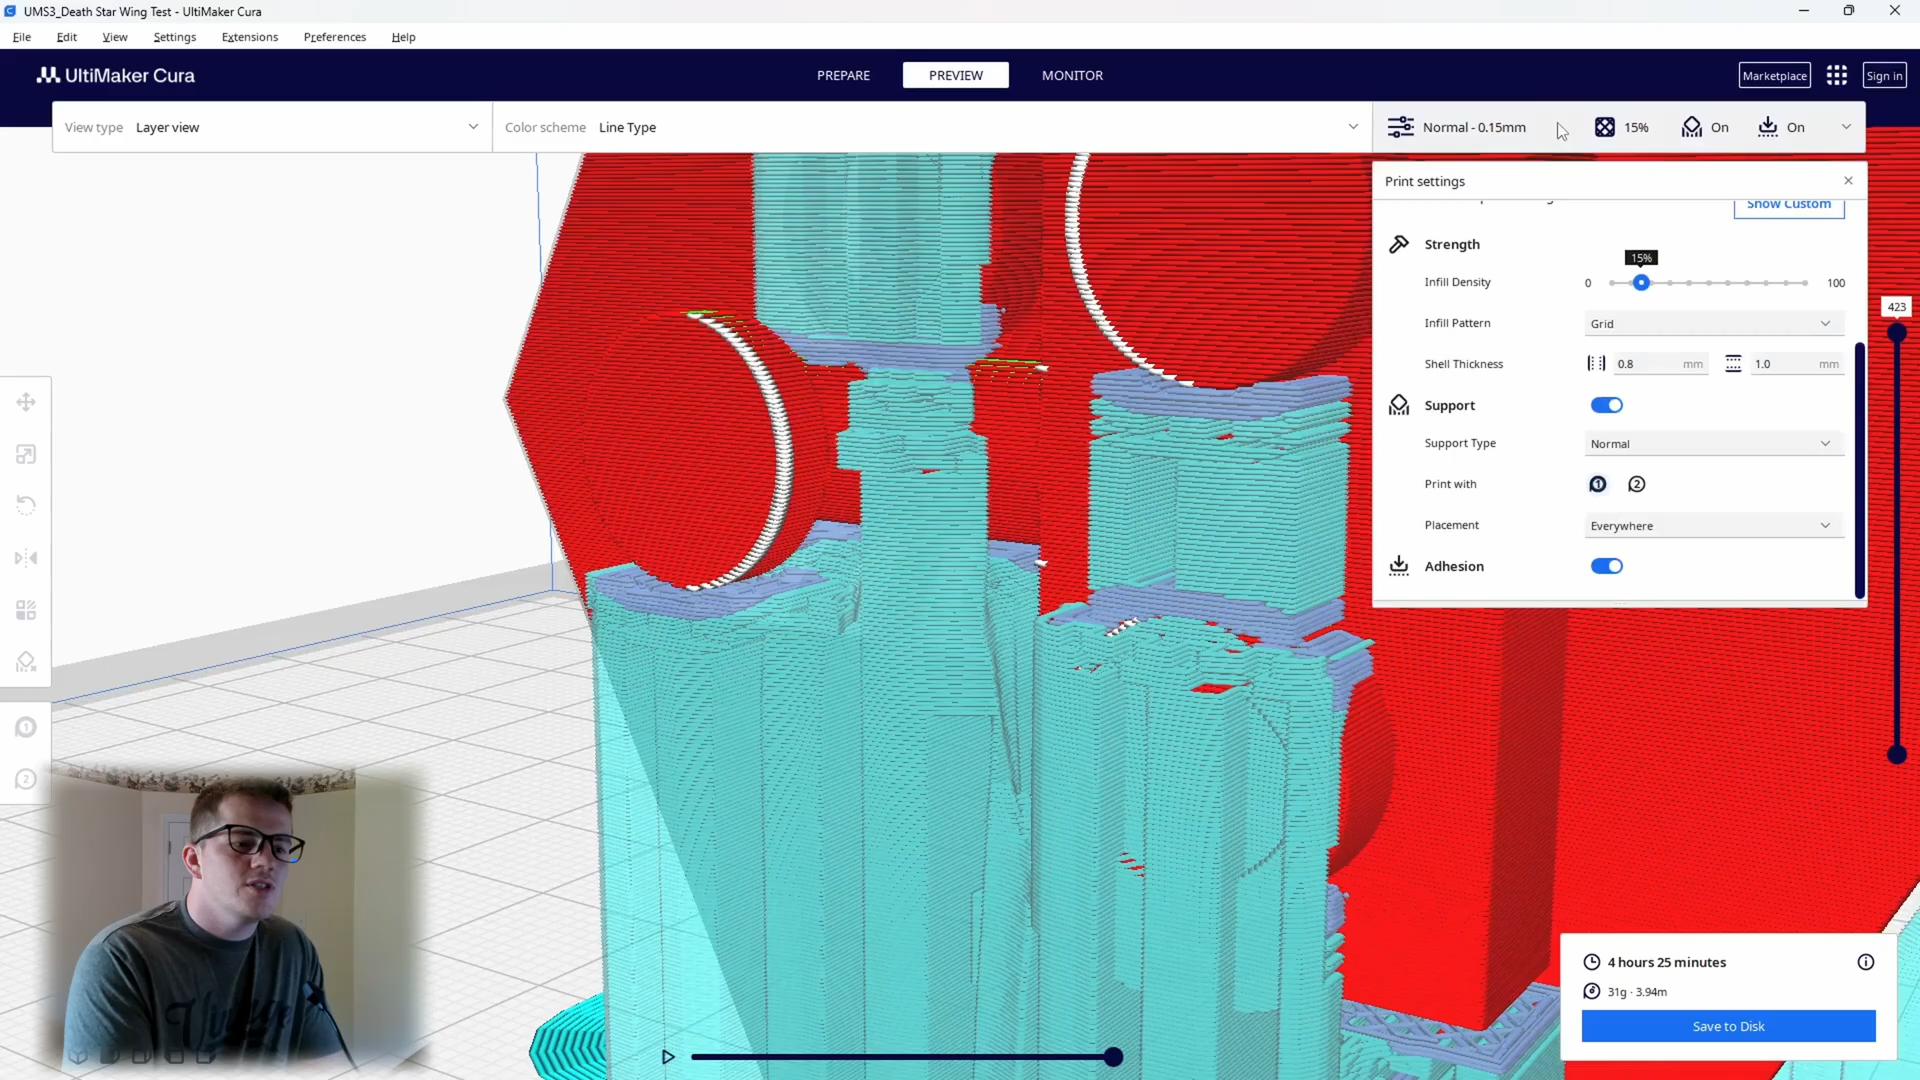 UMS3_Death Star Wing Test - UltiMaker Cura
File Edit View Settings Extensions Preferences Help
UltiMaker Cura
PREPARE PREVIEW MONITOR
Marketplace Sign in
View type Layer view
Color scheme Line Type
Normal - 0.15mm 15% On On
Print settings
Show Custom
Strength
15%
Infill Density 0 100
Infill Pattern Grid
Shell Thickness 0.8 mm 1.0 mm
Support
Support Type Normal
Print with 1 2
Placement Everywhere
Adhesion
423
1
2
4 hours 25 minutes
31g · 3.94m
Save to Disk